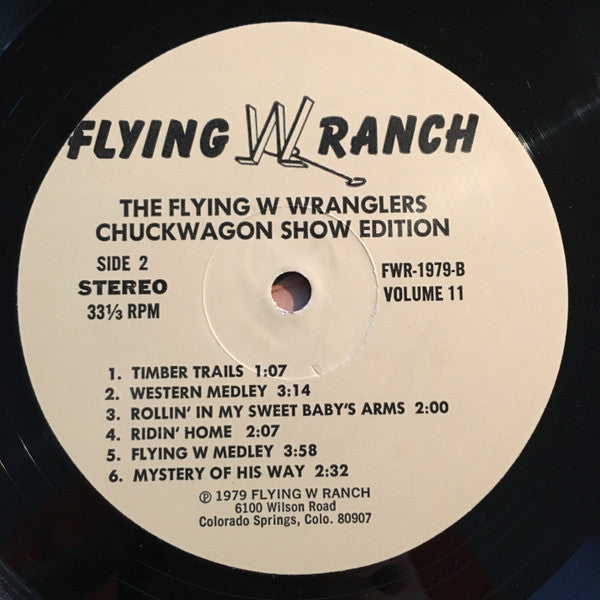 FLYING W RANCH
THE FLYING W WRANGLERS
CHUCKWAGON SHOW EDITION
SIDE 2
STEREO
33⅓ RPM
FWR-1979-B
VOLUME 11
1. TIMBER TRAILS 1:07
2. WESTERN MEDLEY 3:14
3. ROLLIN' IN MY SWEET BABY'S ARMS 2:00
4. RIDIN' HOME 2:07
5. FLYING W MEDLEY 3:58
6. MYSTERY OF HIS WAY 2:32
℗ 1979 FLYING W RANCH
6100 Wilson Road
Colorado Springs, Colo. 80907